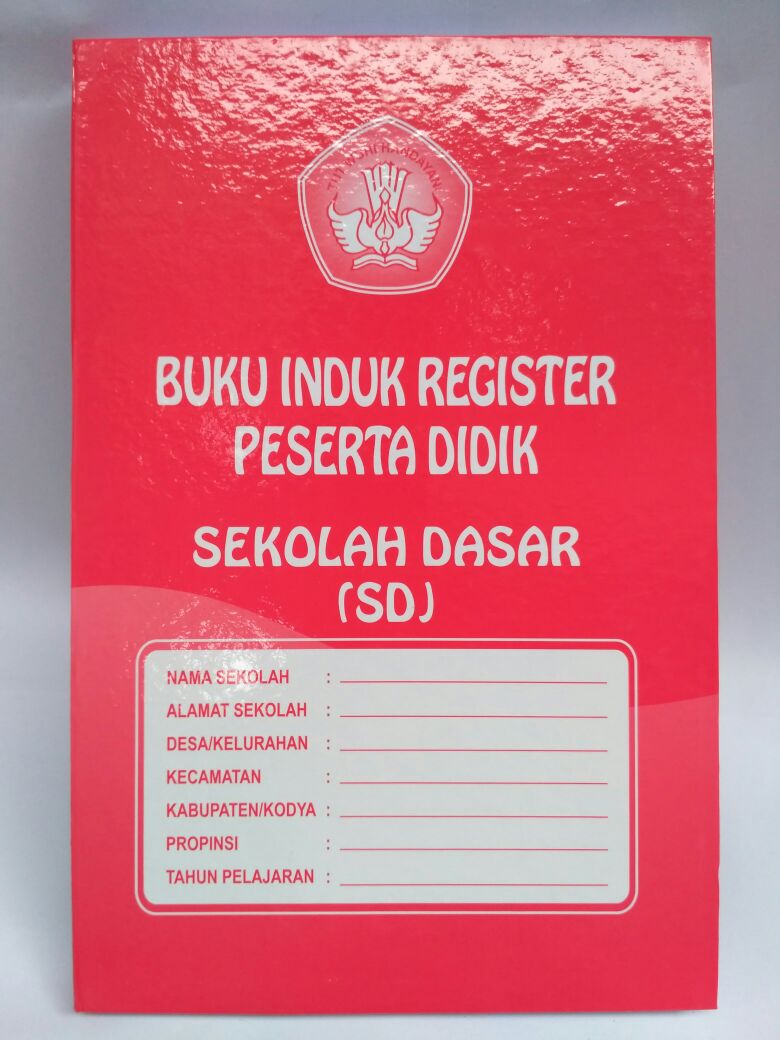 TUT WURI HANDAYANI
BUKU INDUK REGISTER
PESERTA DIDIK
SEKOLAH DASAR
(SD)
NAMA SEKOLAH :
ALAMAT SEKOLAH :
DESA/KELURAHAN :
KECAMATAN :
KABUPATEN/KODYA :
PROPINSI :
TAHUN PELAJARAN :